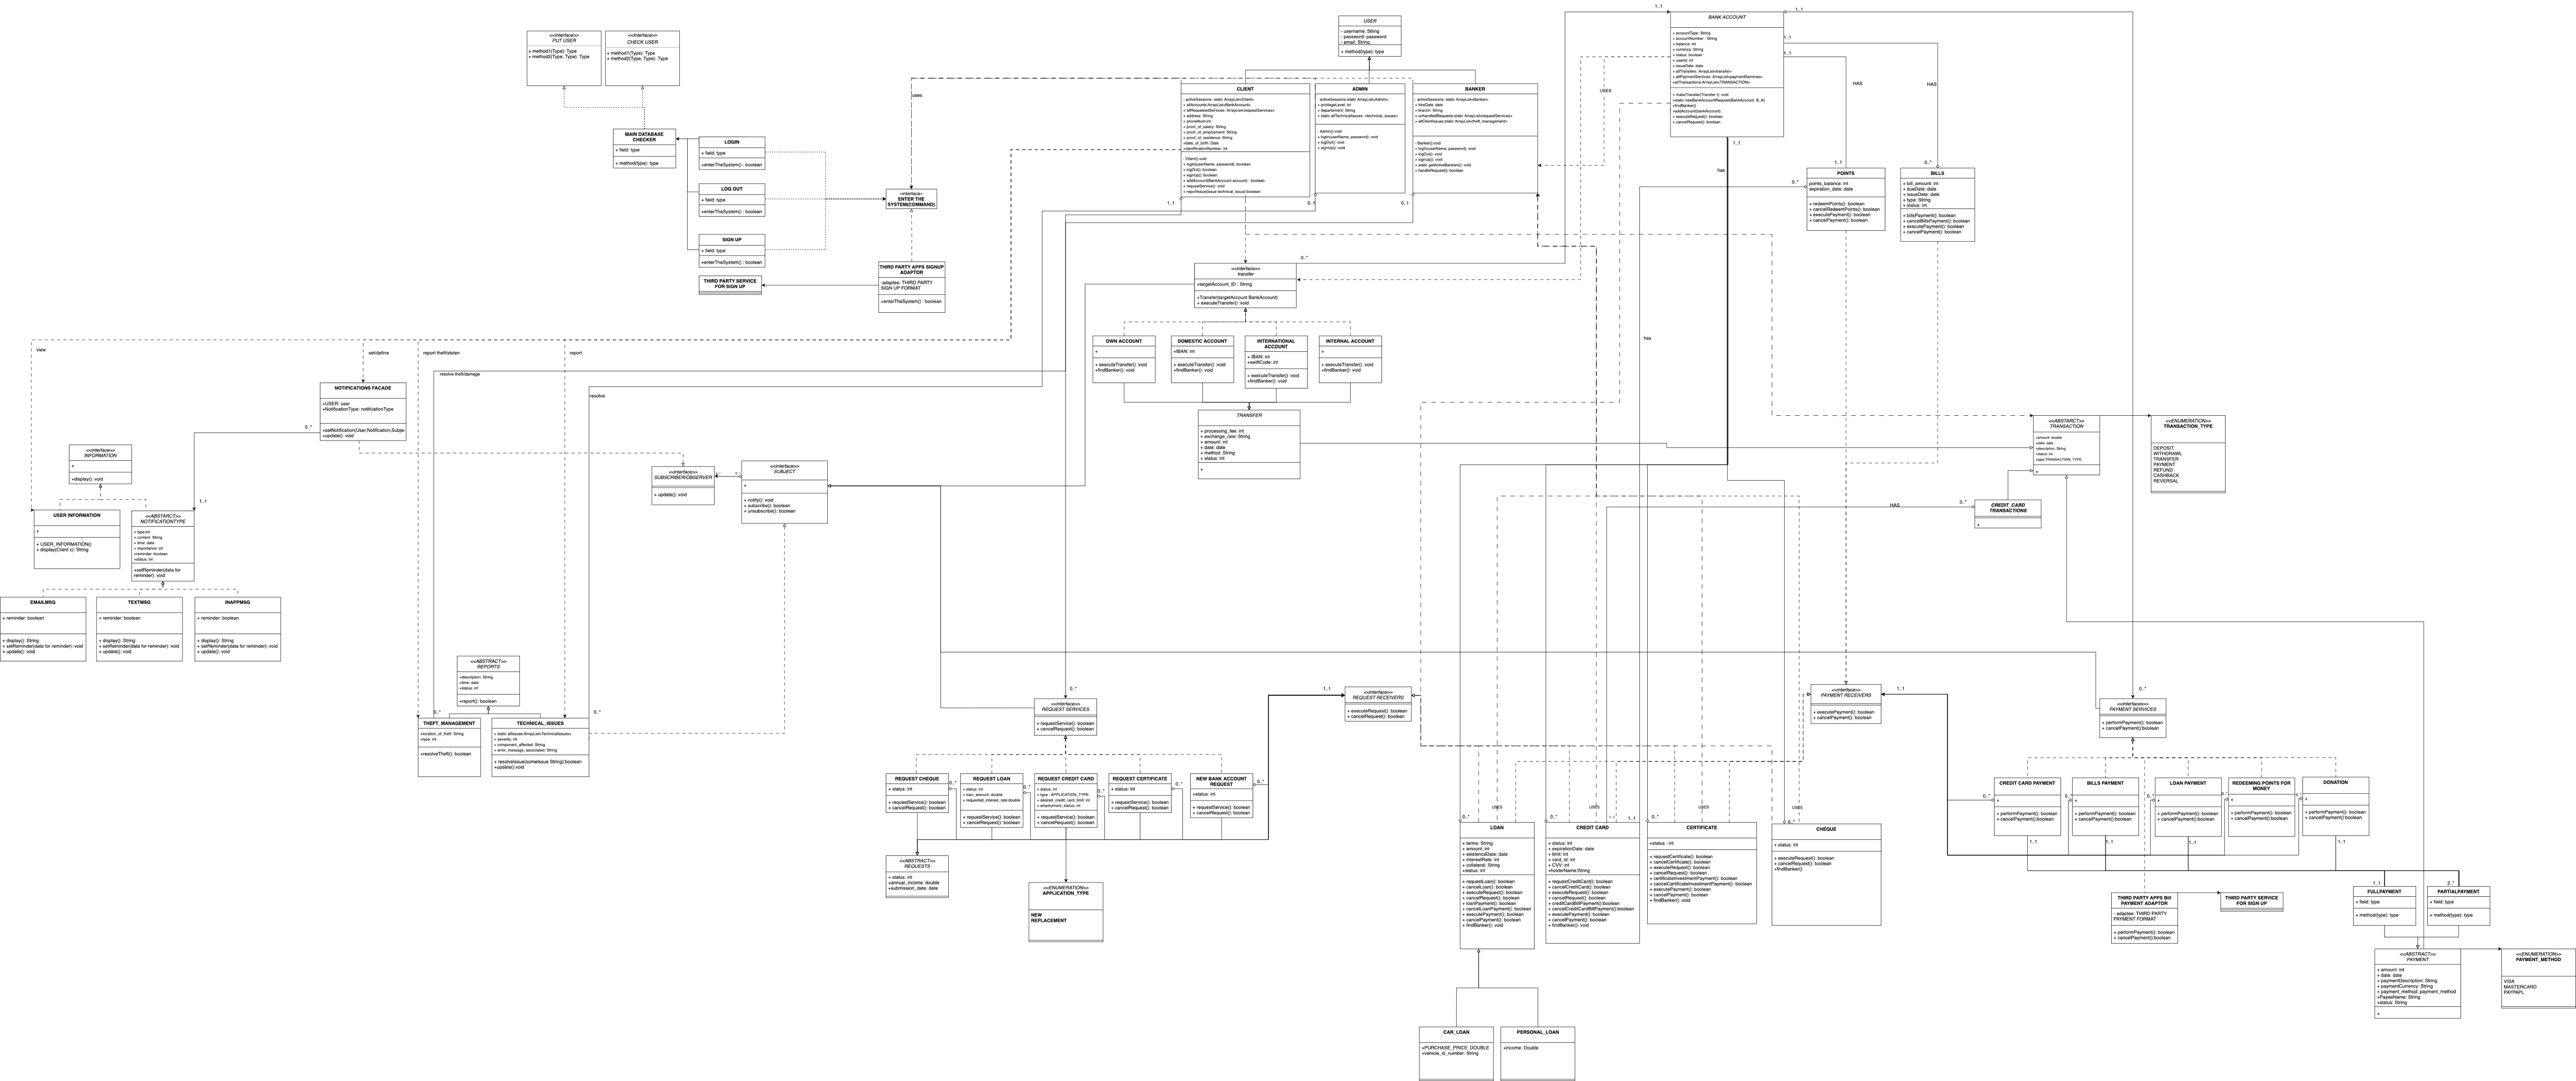 <<interface>>
PUT USER
+ method1(Type): Type
+ method2(Type, Type): Type
<<interface>>
CHECK USER
+ method1(Type): Type
+ method2(Type, Type): Type
MAIN DATABASE
CHECKER
+ field: type
+ method(type): type
LOGIN
+ field: type
+enterTheSystem() : boolean
LOG OUT
+ field: type
+enterTheSystem() : boolean
SIGN UP
+ field: type
+enterTheSystem() : boolean
THIRD PARTY SERVICE
FOR SIGN UP
uses
<interface>
ENTER THE
SYSTEM(COMMAND)
THIRD PARTY APPS SIGNUP
ADAPTOR
-adaptee: THIRD PARTY
SIGN UP FORMAT
+enterTheSystem() : boolean
USER
- username: String
- password: password
- email: String
+ method(type): type
CLIENT
- activeSessions: static ArrayList<Client>
+ allAccounts:ArrayList<BankAccount>
+ allRequestedServices: ArrayList<requestServices>
+ address: String
+ phoneNum:int
+ proof_of_salary: String
+ proof_of_employment: String
+ proof_of_residence: String
+date_of_birth: Date
+identificationNumber: int
- Client():void
+ login(userName, password): boolean
+ logOut(): boolean
+ signUp(): boolean
+ addAccount(BankAccount account) : boolean
+ requestService(): void
+ reportIssue(issue technical_issue):boolean
1..1
ADMIN
- activeSessions:static ArrayList<Admin>
+ privilegeLevel: int
+ departement: String
+ static allTechnicalIssues: <technical_issues>
- Admin():void
+ login(userName, password): void
+ logOut(): void
+ signUp(): void
0..1
BANKER
- activeSessions: static ArrayList<Banker>
+ hireDate: date
+ branch: String
+ unhandledRequests:static ArrayList<requestServices>
+ allClientIssues: static ArrayList<theft_management>
- Banker():void
+ login(userName, password): void
+ logOut(): void
+ signUp(): void
+ static getActiveBankers(): void
+ handleRequest(): boolean
0..1
1..1
BANK ACCOUNT
+ accountType: String
+ accountNumber : String
+ balance: int
+ currency: String
+ status: boolean
+ userId: int
+ issueDate: date
+ allTransfers: ArrayList<transfer>
+ allPaymentServices: ArrayList<paymentServices>
+allTransactions:ArrayList<TRANSACTION>
+ makeTransfer(Transfer t): void
+static newBankAccountRequest(BankAccount B_A)
+findBanker()
+addAccount(bankAccount)
+ executeRequest(): boolean
+ cancelRequest(): boolean
1..1
1..1
1..1
1..1
USES
HAS
HAS
has
has
1..1
POINTS
points_balance: int
expiration_date: date
+ redeemPoints(): boolean
+ cancelRedeemPoints(): boolean
+ executePayment(): boolean
+ cancelPayment(): boolean
0..*
0..*
BILLS
+ bill_amount: int
+ dueDate: date
+ issueDate: date
+ type: String
+ status: int
+ billsPayment(): boolean
+ cancelBillsPayment(): boolean
+ executePayment(): boolean
+ cancelPayment(): boolean
<<interface>>
transfer
+targetAccount_ID : String
+Transfer(targetAccount BankAccount)
+ executeTransfer() :void
0..*
OWN ACCOUNT
+
+ executeTransfer() :void
+findBanker(): void
DOMESTIC ACCOUNT
+IBAN: int
+ executeTransfer() :void
+findBanker(): void
INTERNATIONAL
ACCOUNT
+ IBAN: int
+swiftCode: int
+ executeTransfer() :void
+findBanker(): void
INTERNAL ACCOUNT
+
+ executeTransfer() :void
+findBanker(): void
TRANSFER
+ processing_fee: int
+ exchange_rate: String
+ amount: int
+ date: date
+ method: String
+ status: int
+
view
set/define
report theft/stolen
report
resolve theft/damage
resolve
NOTIFICATIONS FACADE
+USER: user
+NotificationType: notificiationType
+setNotification(User,Notification,Subje
+update(): void
0..*
1..1
<<interface>>
INFORMATION
+
+display(): void
USER INFORMATION
+
+ USER_INFORMATION()
+ display(Client c): String
<<ABSTARCT>>
NOTIFICATIONTYPE
+ type:int
+ content: String
+ time: date
+ importance: int
+reminder: boolean
+status: int
+setReminder(data for
reminder): void
EMAILMSG
+ reminder: boolean
+ display(): String
+ setReminder(data for reminder): void
+ update(): void
TEXTMSG
+ reminder: boolean
+ display(): String
+ setReminder(data for reminder): void
+ update(): void
INAPPMSG
+ reminder: boolean
+ display(): String
+ setReminder(data for reminder): void
+ update(): void
<<interface>>
SUBSCRIBER/OBSERVER
+ update(): void
<<interface>>
SUBJECT
+
+ notify(): void
+ subscribe(): boolean
+ unsubscribe(): boolean
<<ABSTRACT>>
REPORTS
+description: String
+time: date
+status: int
+report(): boolean
0..*
THEFT_MANAGEMENT
+location_of_theft: String
+type: int
+resolveTheft(): boolean
0..*
TECHNICAL_ISSUES
+ static allIssues:ArrayList<TechnicalIssues>
+ severity: int
+ component_affected: String
+ error_message_associated: String
+ resolveIssue(someIssue String):boolean
+update():void
<<ABSTARCT>>
TRANSACTION
+amount: double
+date: date
+description: String
+status: int
+type:TRANSACTION_TYPE
+
<<ENUMERATION>>
TRANSACTION_TYPE
DEPOSIT
WITHDRAWL
TRANSFER
PAYMENT
REFUND
CASHBACK
REVERSAL
HAS
0..*
CREDIT_CARD
TRANSACTIONS
+
0..*
<<interface>>
REQUEST SERVICES
+ requestService(): boolean
+ cancelRequest(): boolean
1..1
<<interface>>
REQUEST RECEIVERS
+ executeRequest(): boolean
+ cancelRequest(): boolean
<<interface>>
PAYMENT RECEIVERS
+ executePayment(): boolean
+ cancelPayment(): boolean
1..1
0..*
<<interfaces>>
PAYMENT SERVICES
+ performPayment(): boolean
+ cancelPayment():boolean
REQUEST CHEQUE
+ status: int
+ requestService(): boolean
+ cancelRequest(): boolean
0..*
REQUEST LOAN
+ status: int
+ loan_amount: double
+ requested_interest_rate:double
+ requestService(): boolean
+ cancelRequest(): boolean
0..*
REQUEST CREDIT CARD
+ status: int
+ type : APPLICATION_TYPE
+ desired_credit_card_limit: int
+ employment_status: int
+ requestService(): boolean
+ cancelRequest(): boolean
0..*
REQUEST CERTIFICATE
+ status: int
+ requestService(): boolean
+ cancelRequest(): boolean
0..*
NEW BANK ACCOUNT
REQUEST
+status: int
+ requestService(): boolean
+ cancelRequest(): boolean
0..*
<<ABSTRACT>>
REQUESTS
+ status: int
+annual_income: double
+submission_date: date
<<ENUMERATION>>
APPLICATION_TYPE
NEW
REPLACEMENT
USES
USES
USES
USES
0..*
LOAN
+ terms: String
+ amount: int
+ existenceDate: date
+ interestRate: int
+ collateral: String
+status: int
+ requestLoan(): boolean
+ cancelLoan(): boolean
+ executeRequest(): boolean
+ cancelRequest(): boolean
+ loanPayment(): boolean
+ cancelLoanPayment(): boolean
+ executePayment(): boolean
+ cancelPayment(): boolean
+ findBanker(): void
0..*
1..1
1..1
CREDIT CARD
+ status: int
+ expirationDate: date
+ limit: int
+ card_id: int
+ CVV: int
+holderName:String
+ requestCreditCard(): boolean
+ cancelCreditCard(): boolean
+ executeRequest(): boolean
+ cancelRequest(): boolean
+ creditCardBillPayment():boolean
+ cancelCreditCardBillPayment():boolean
+ executePayment(): boolean
+ cancelPayment(): boolean
+ findBanker(): void
0..*
CERTIFICATE
+status : int
+ requestCertificate(): boolean
+ cancelCertificate(): boolean
+ executeRequest(): boolean
+ cancelRequest(): boolean
+ certificateInvestmentPayment(): boolean
+ cancelCertificateInvestmentPayment(): boolean
+ executePayment(): boolean
+ cancelPayment(): boolean
+ findBanker(): void
0..*
CHEQUE
+ status: int
+ executeRequest(): boolean
+ cancelRequest(): boolean
+findBanker()
CAR_LOAN
+PURCHASE_PRICE: DOUBLE
+vehicle_id_number: String
PERSONAL_LOAN
+income: Double
0..*
CREDIT CARD PAYMENT
+
+ performPayment(): boolean
+ cancelPayment():boolean
1..1
0..*
BILLS PAYMENT
+
+ performPayment(): boolean
+ cancelPayment():boolean
1..1
0..*
LOAN PAYMENT
+
+ performPayment(): boolean
+ cancelPayment():boolean
1..1
REDEEMING POINTS FOR
MONEY
+
+ performPayment(): boolean
+ cancelPayment():boolean
DONATION
+
+ performPayment(): boolean
+ cancelPayment():boolean
1..1
THIRD PARTY APPS Bill
PAYMENT ADAPTOR
- adaptee: THIRD PARTY
PAYMENT FORMAT
+ performPayment(): boolean
+ cancelPayment():boolean
THIRD PARTY SERVICE
FOR SIGN UP
1..1
FULLPAYMENT
+ field: type
+ method(type): type
2..*
PARTIALPAYMENT
+ field: type
+ method(type): type
<<ABSTRACT>>
PAYMENT
+ amount :int
+ date: date
+ paymentDescription: String
+ paymentCurrency: String
+ payment_method: payment_method
+PayeeName: String
+status: String
+
<<ENUMERATION>>
PAYMENT_METHOD
VISA
MASTERCARD
PAYPAPL